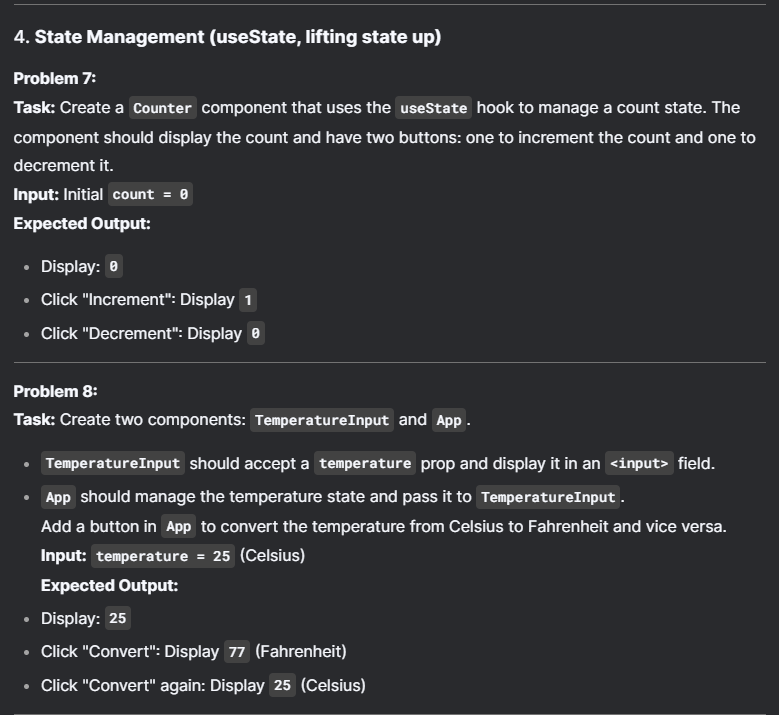 4. State Management (useState, lifting state up)
Problem 7:
Task: Create a Counter component that uses the useState hook to manage a count state. The
component should display the count and have two buttons: one to increment the count and one to
decrement it.
Input: Initial count = 0
Expected Output:
• Display: 0
• Click "Increment": Display 1
• Click "Decrement": Display 0
Problem 8:
Task: Create two components: TemperatureInput and App.
• TemperatureInput should accept a temperature prop and display it in an <input> field.
• App should manage the temperature state and pass it to TemperatureInput.
Add a button in App to convert the temperature from Celsius to Fahrenheit and vice versa.
Input: temperature = 25 (Celsius)
Expected Output:
• Display: 25
• Click "Convert": Display 77 (Fahrenheit)
• Click "Convert" again: Display 25 (Celsius)